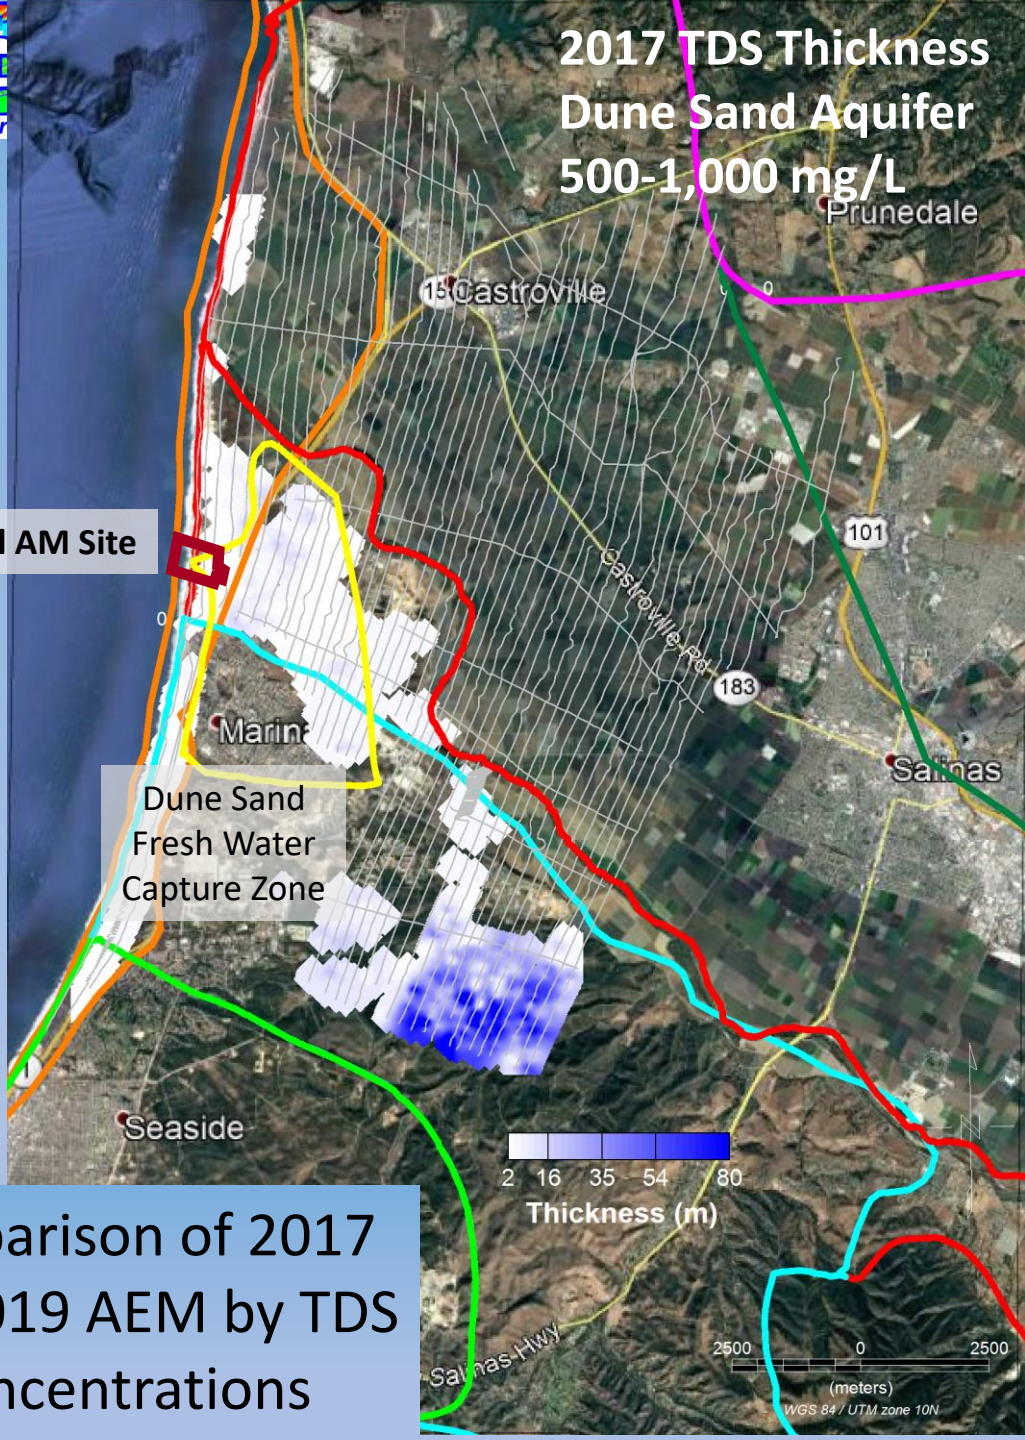 2017 TDS Thickness
Dune Sand Aquifer
500-1,000 mg/L
Prunedale
Castroville
0
101
AM Site
Castroville Rd
0
183
Marin
Salinas
Dune Sand
Fresh Water
Capture Zone
Seaside
2 16 35 54 80
Thickness (m)
parison of 2017
019 AEM by TDS
ncentrations
Salinas Hwy
2500 0 2500
(meters)
WGS 84 / UTM zone 10N